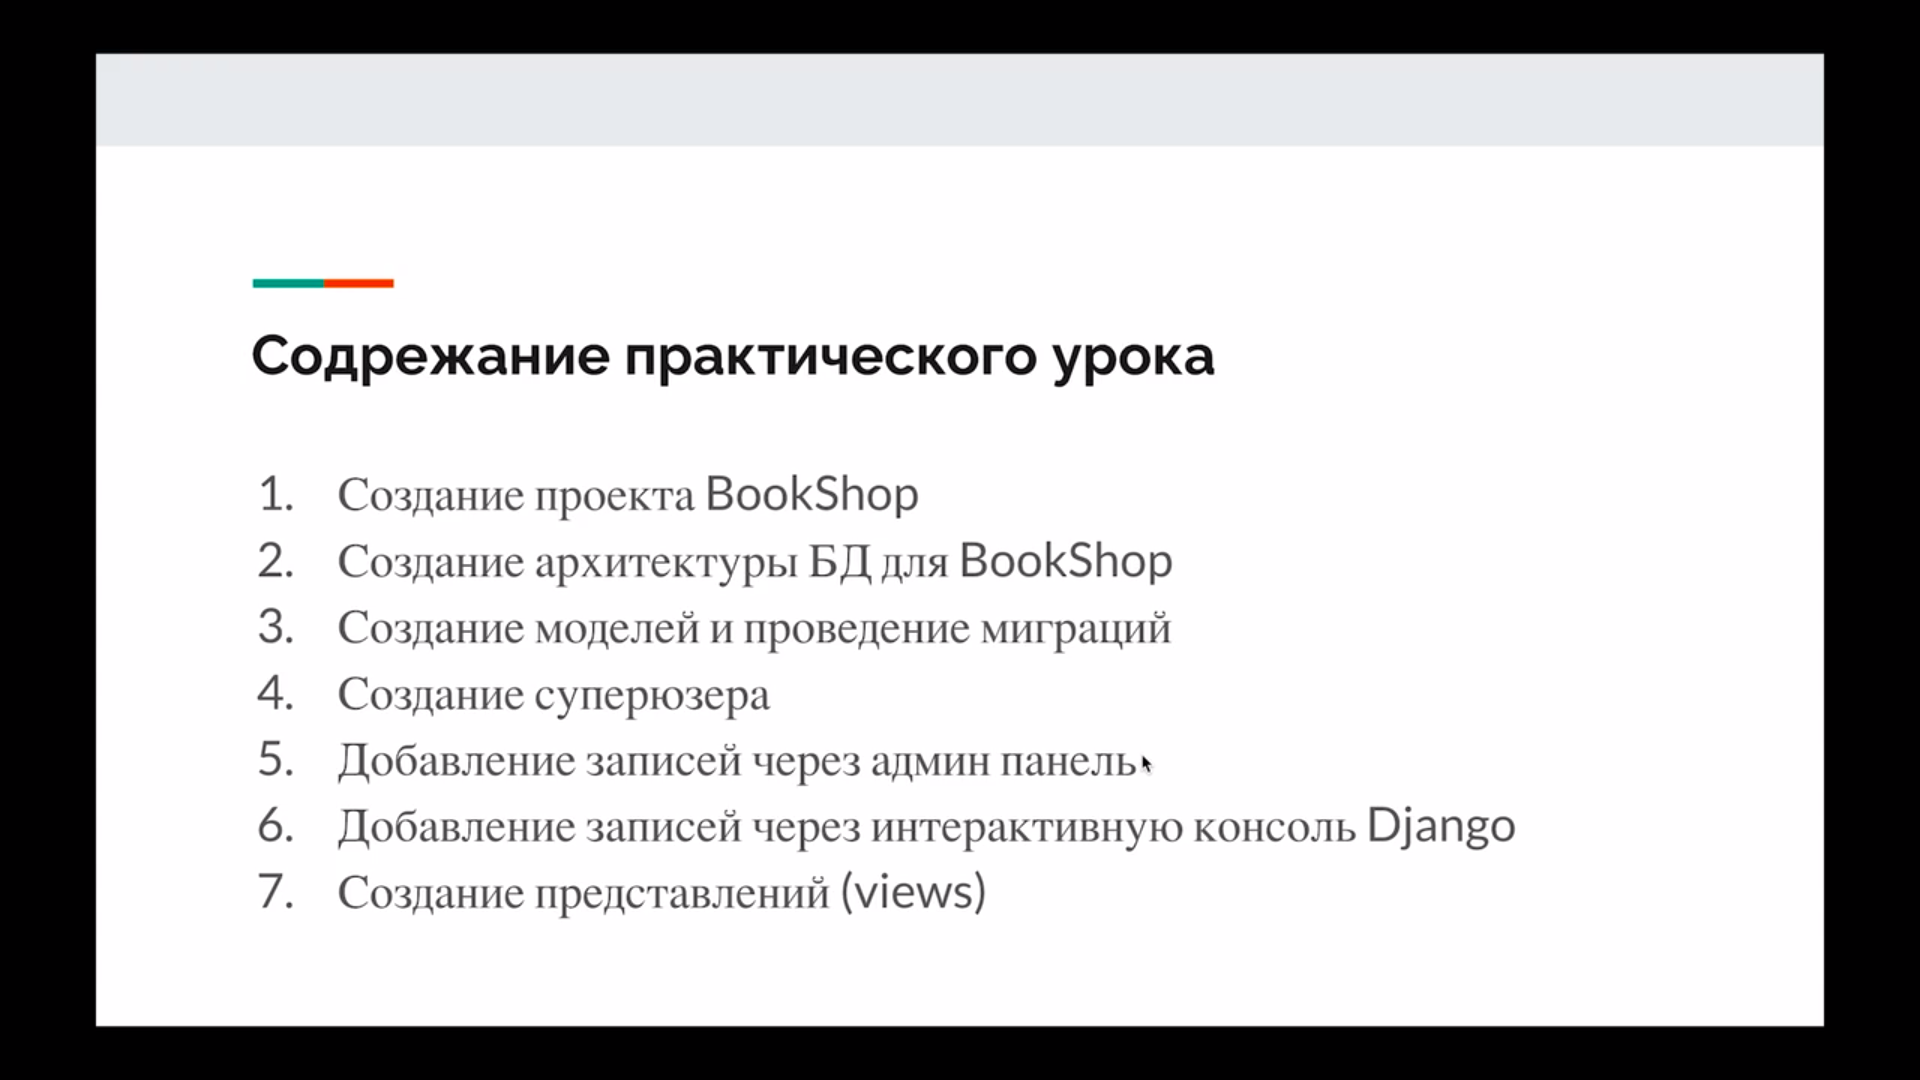 Содрежание практического урока
1. Создание проекта BookShop
2. Создание архитектуры БД для BookShop
3. Создание моделей и проведение миграций
4. Создание суперюзера
5. Добавление записей через админ панель
6. Добавление записей через интерактивную консоль Django
7. Создание представлений (views)